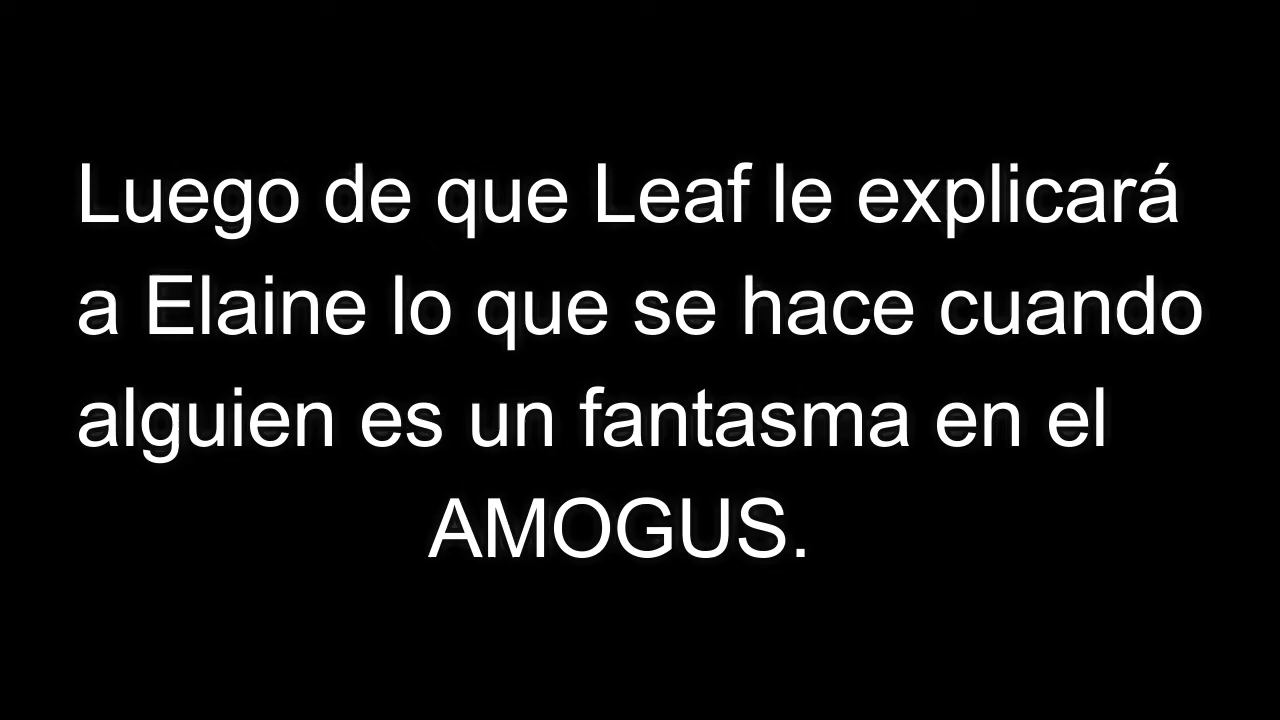 Luego de que Leaf le explicará
a Elaine lo que se hace cuando
alguien es un fantasma en el
AMOGUS.